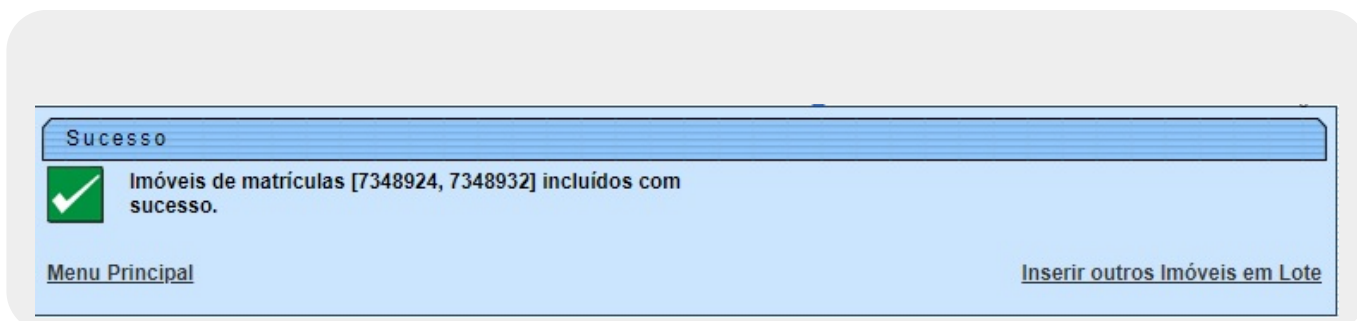 Sucesso
Imóveis de matrículas [7348924, 7348932] incluídos com
sucesso.
Menu Principal
Inserir outros Imóveis em Lote